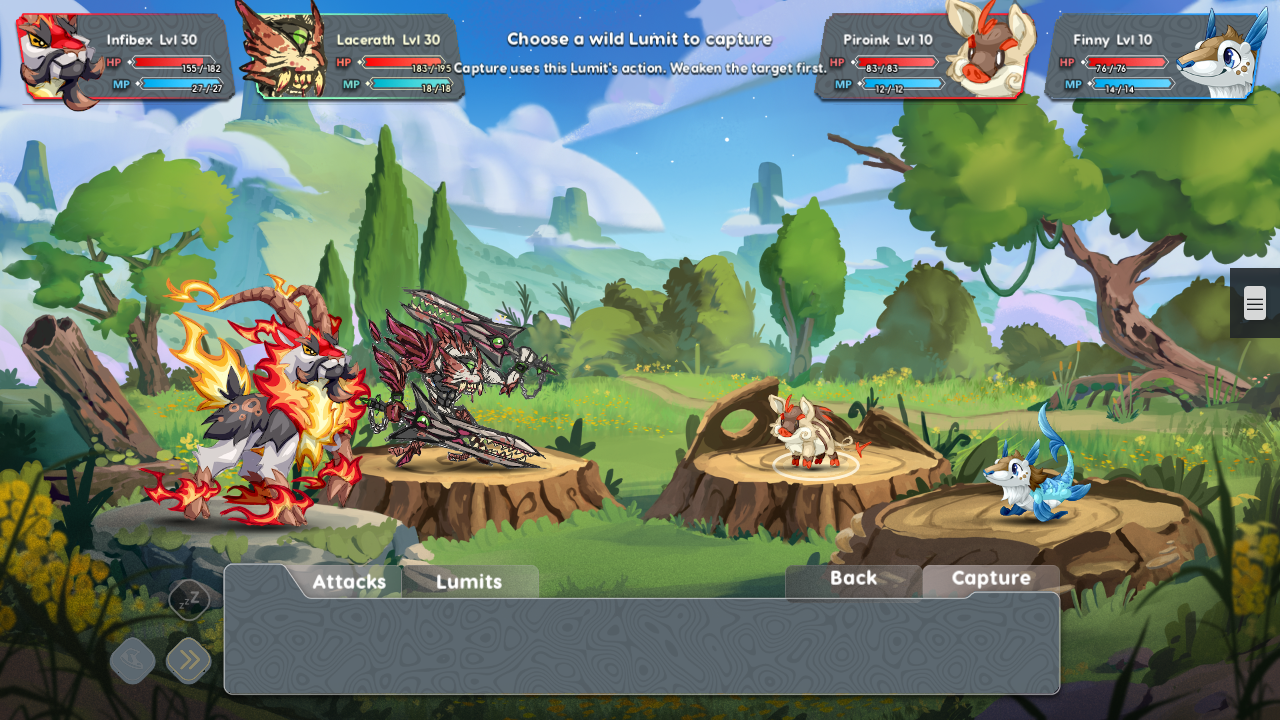 Infibex Lvl 30
HP 155/182
MP 27/27
Lacerath Lvl 30
HP 183/195
MP 18/18
Choose a wild Lumit to capture
Capture uses this Lumit's action. Weaken the target first.
Piroink Lvl 10
HP 83/83
MP 12/12
Finny Lvl 10
HP 76/76
MP 14/14
Attacks
Lumits
Back
Capture
zzZ